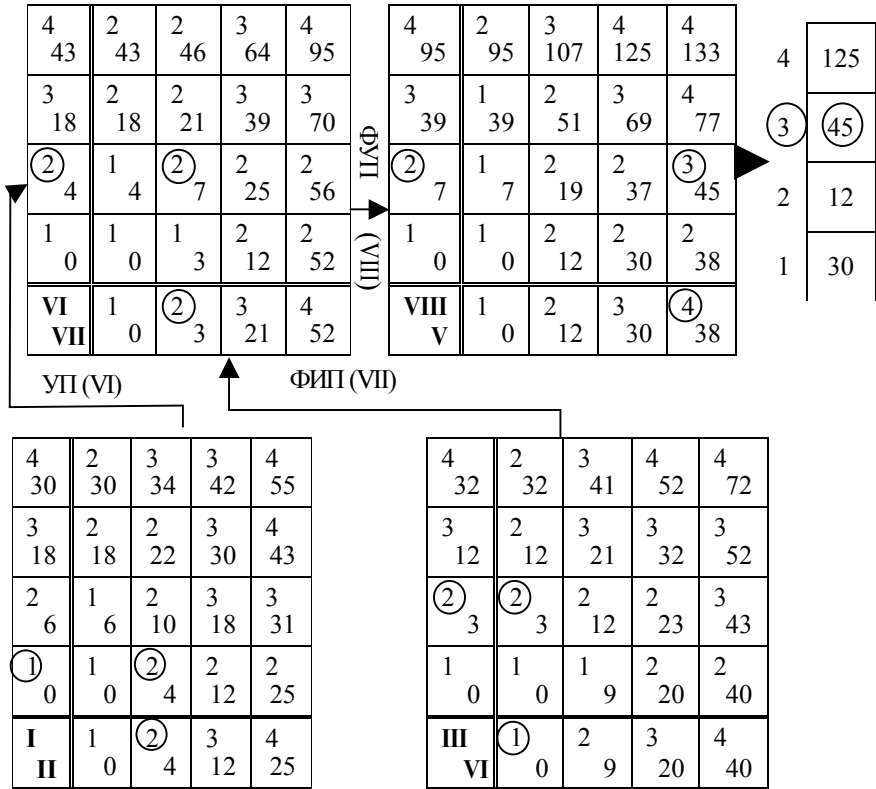 4 2 2 3 4
43 43 46 64 95
3 2 2 3 3
18 18 21 39 70
2 1 2 2 2
4 4 7 25 56
1 1 1 2 2
0 0 3 12 52
VI 1 2 3 4
VII 0 3 21 52
ФУП (VIII)
4 2 3 4 4
95 95 107 125 133
3 1 2 3 4
39 39 51 69 77
2 1 2 2 3
7 7 19 37 45
1 1 2 2 2
0 0 12 30 38
VIII 1 2 3 4
V 0 12 30 38
4 125
3 45
2 12
1 30
УП (VI)
ФИП (VII)
4 2 3 3 4
30 30 34 42 55
3 2 2 3 4
18 18 22 30 43
2 1 2 3 3
6 6 10 18 31
1 1 2 2 2
0 0 4 12 25
I 1 2 3 4
II 0 4 12 25
4 2 3 4 4
32 32 41 52 72
3 2 3 3 3
12 12 21 32 52
2 2 2 2 3
3 3 12 23 43
1 1 1 2 2
0 0 9 20 40
III 1 2 3 4
VI 0 9 20 40